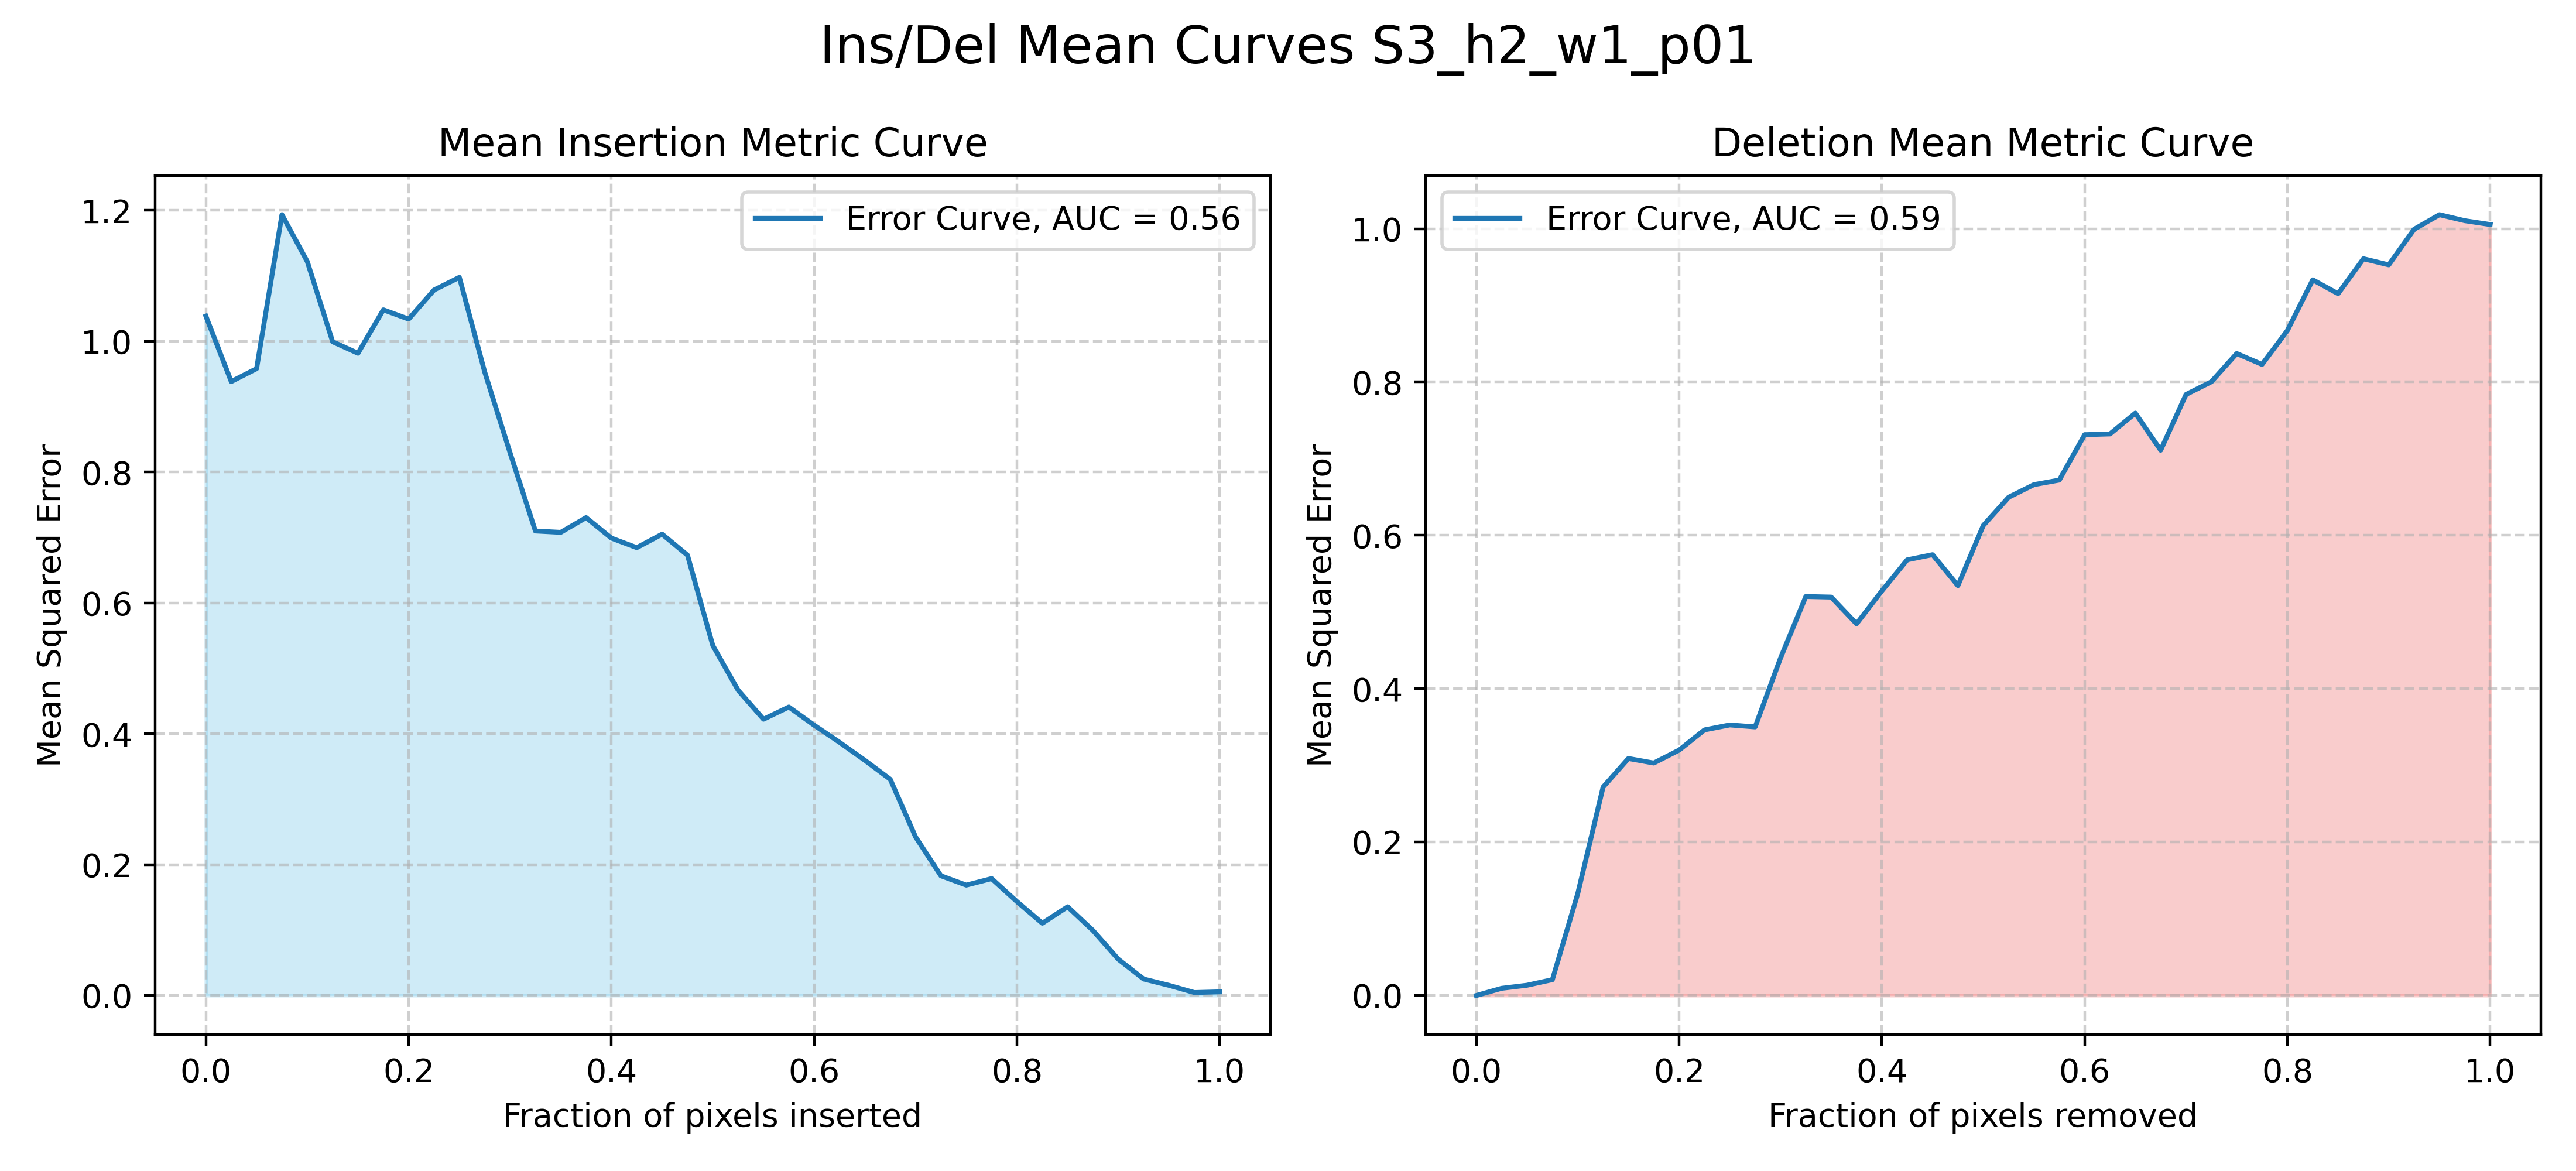 Ins/Del Mean Curves S3_h2_w1_p01
Mean Insertion Metric Curve
Error Curve, AUC = 0.56
1.2
1.0
0.8
0.6
0.4
0.2
0.0
Mean Squared Error
0.0 0.2 0.4 0.6 0.8 1.0
Fraction of pixels inserted
Deletion Mean Metric Curve
Error Curve, AUC = 0.59
1.0
0.8
0.6
0.4
0.2
0.0
Mean Squared Error
0.0 0.2 0.4 0.6 0.8 1.0
Fraction of pixels removed